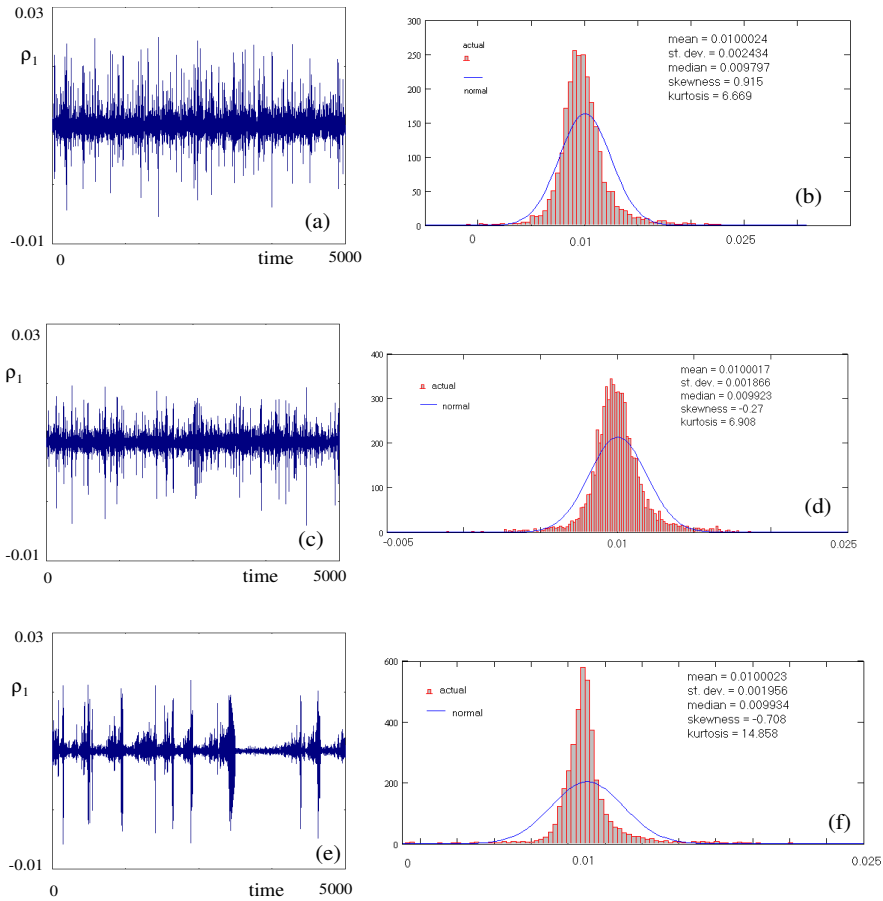 0.03
ρ1
-0.01
0
time
5000
(a)
300
250
200
150
100
50
0
actual
normal
mean = 0.0100024
st. dev. = 0.002434
median = 0.009797
skewness = 0.915
kurtosis = 6.669
(b)
0
0.01
0.025
0.03
ρ1
-0.01
0
time
5000
(c)
400
300
200
100
0
actual
normal
mean = 0.0100017
st. dev. = 0.001866
median = 0.009923
skewness = -0.27
kurtosis = 6.908
(d)
-0.005
0.01
0.025
0.03
ρ1
-0.01
0
time
5000
(e)
600
400
200
0
actual
normal
mean = 0.0100023
st. dev. = 0.001956
median = 0.009934
skewness = -0.708
kurtosis = 14.858
(f)
0
0.01
0.025